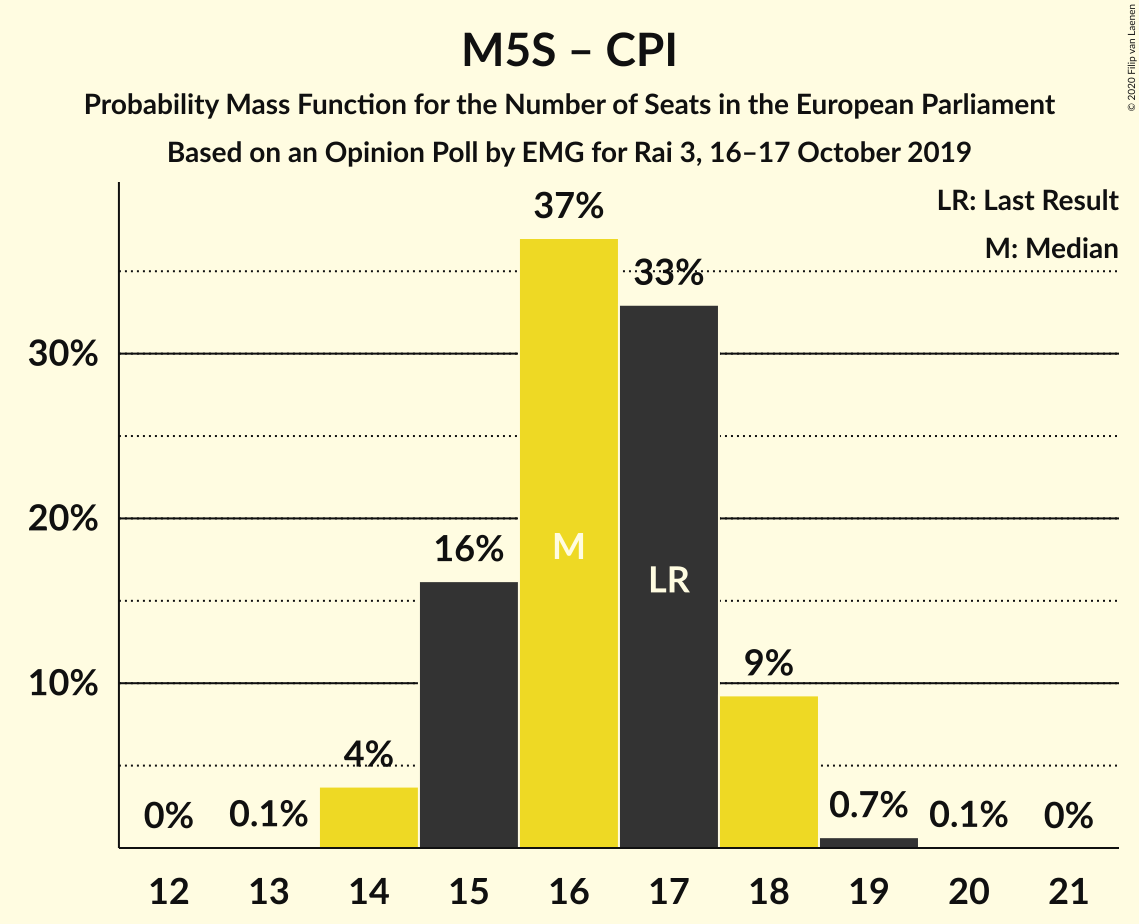 M5S – CPI
Probability Mass Function for the Number of Seats in the European Parliament
Based on an Opinion Poll by EMG for Rai 3, 16–17 October 2019
© 2020 Filip van Laenen
LR: Last Result
M: Median
37%
33%
30%
20%
16%
M
LR
10%
9%
4%
0%
0.1%
0.7%
0.1%
0%
12 13 14 15 16 17 18 19 20 21